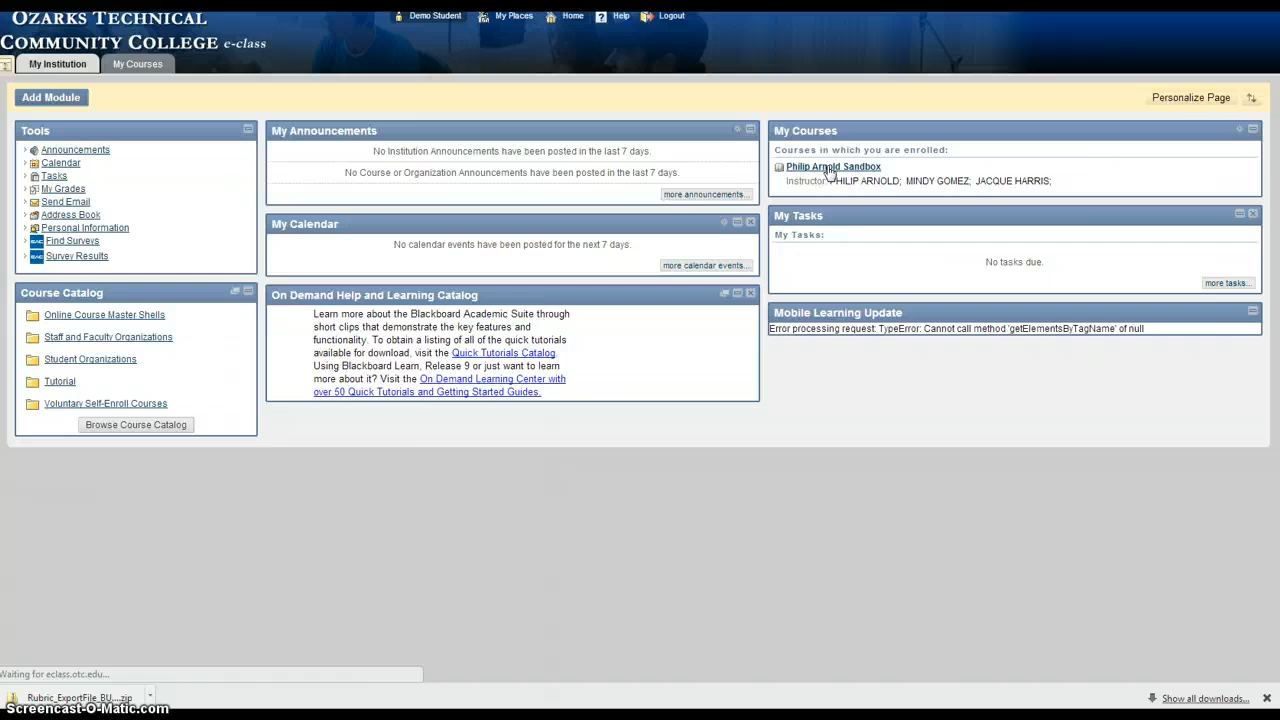 OZARKS TECHNICAL
COMMUNITY COLLEGE e-class
Demo Student My Places Home Help Logout
My Institution My Courses
Add Module
Personalize Page
Tools
Announcements
Calendar
Tasks
My Grades
Send Email
Address Book
Personal Information
Find Surveys
Survey Results
Course Catalog
Online Course Master Shells
Staff and Faculty Organizations
Student Organizations
Tutorial
Voluntary Self-Enroll Courses
Browse Course Catalog
My Announcements
No Institution Announcements have been posted in the last 7 days.
No Course or Organization Announcements have been posted in the last 7 days.
more announcements...
My Calendar
No calendar events have been posted for the next 7 days.
more calendar events...
On Demand Help and Learning Catalog
Learn more about the Blackboard Academic Suite through
short clips that demonstrate the key features and
functionality. To obtain a listing of all of the quick tutorials
available for download, visit the Quick Tutorials Catalog.
Using Blackboard Learn, Release 9 or just want to learn
more about it? Visit the On Demand Learning Center with
over 50 Quick Tutorials and Getting Started Guides.
My Courses
Courses in which you are enrolled:
Philip Arnold Sandbox
Instructor: PHILIP ARNOLD; MINDY GOMEZ; JACQUE HARRIS;
My Tasks
My Tasks:
No tasks due.
more tasks...
Mobile Learning Update
Error processing request: TypeError: Cannot call method 'getElementsByTagName' of null
Waiting for eclass.otc.edu...
Rubric_ExportFile_BU....zip
Show all downloads...
Screencast-O-Matic.com